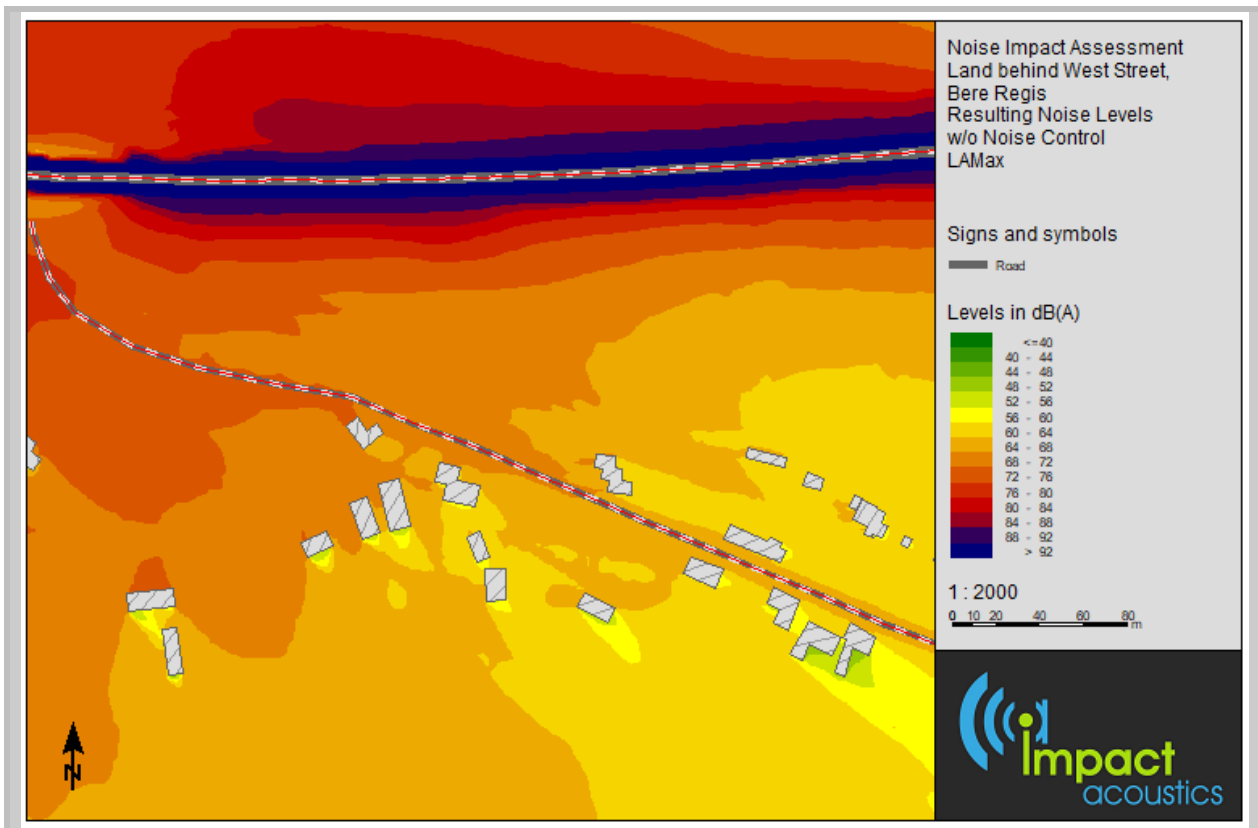 Noise Impact Assessment
Land behind West Street,
Bere Regis
Resulting Noise Levels
w/o Noise Control
LAMax
Signs and symbols
Road
Levels in dB(A)
<=40
40 - 44
44 - 48
48 - 52
52 - 56
56 - 60
60 - 64
64 - 68
68 - 72
72 - 76
76 - 80
80 - 84
84 - 88
88 - 92
> 92
1 : 2000
0 10 20 40 60 80
m
N
impact
acoustics